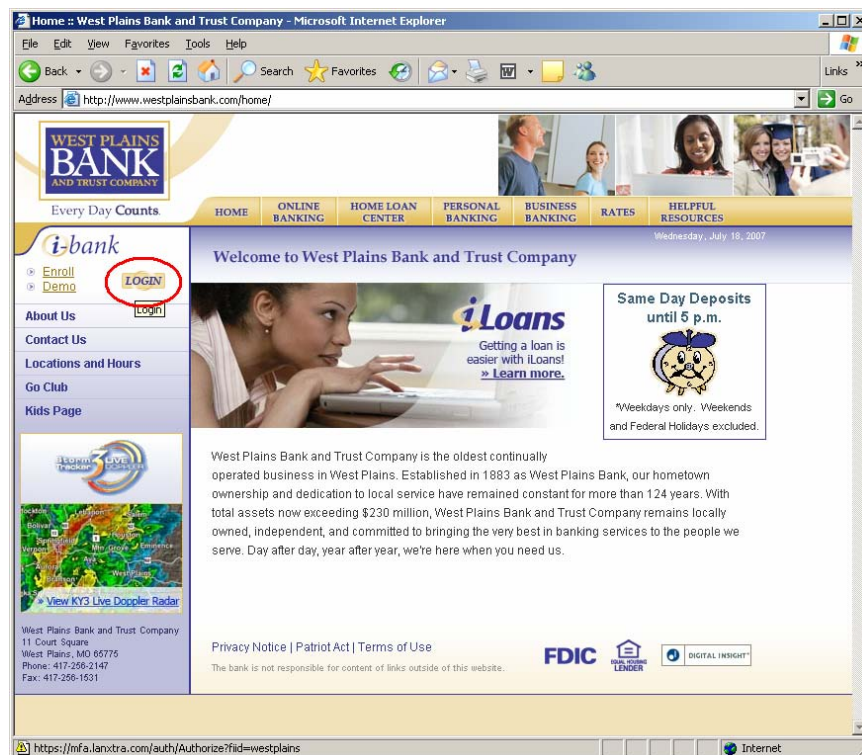 Home :: West Plains Bank and Trust Company - Microsoft Internet Explorer
File Edit View Favorites Tools Help
Back Search Favorites Links »
Address http://www.westplainsbank.com/home/ Go
WEST PLAINS
BANK
AND TRUST COMPANY
Every Day Counts.
HOME ONLINE BANKING HOME LOAN CENTER PERSONAL BANKING BUSINESS BANKING RATES HELPFUL RESOURCES
Wednesday, July 18, 2007
i-bank
Enroll
Demo
LOGIN
Login
About Us
Contact Us
Locations and Hours
Go Club
Kids Page
Welcome to West Plains Bank and Trust Company
iLoans
Getting a loan is
easier with iLoans!
» Learn more.
Same Day Deposits
until 5 p.m.
*Weekdays only. Weekends
and Federal Holidays excluded.
West Plains Bank and Trust Company is the oldest continually
operated business in West Plains. Established in 1883 as West Plains Bank, our hometown
ownership and dedication to local service have remained constant for more than 124 years. With
total assets now exceeding $230 million, West Plains Bank and Trust Company remains locally
owned, independent, and committed to bringing the very best in banking services to the people we
serve. Day after day, year after year, we're here when you need us.
Storm 3 LIVE
Tracker DOPPLER
Lebanon Salem
Bolivar Houston
Springfield
Mtn. Grove Eminence
Ava
West Plains
» View KY3 Live Doppler Radar
West Plains Bank and Trust Company
11 Court Square
West Plains, MO 65775
Phone: 417-256-2147
Fax: 417-256-1531
Privacy Notice | Patriot Act | Terms of Use
The bank is not responsible for content of links outside of this website.
FDIC
EQUAL HOUSING
LENDER
DIGITAL INSIGHT
https://mfa.lanxtra.com/auth/Authorize?fiid=westplains Internet